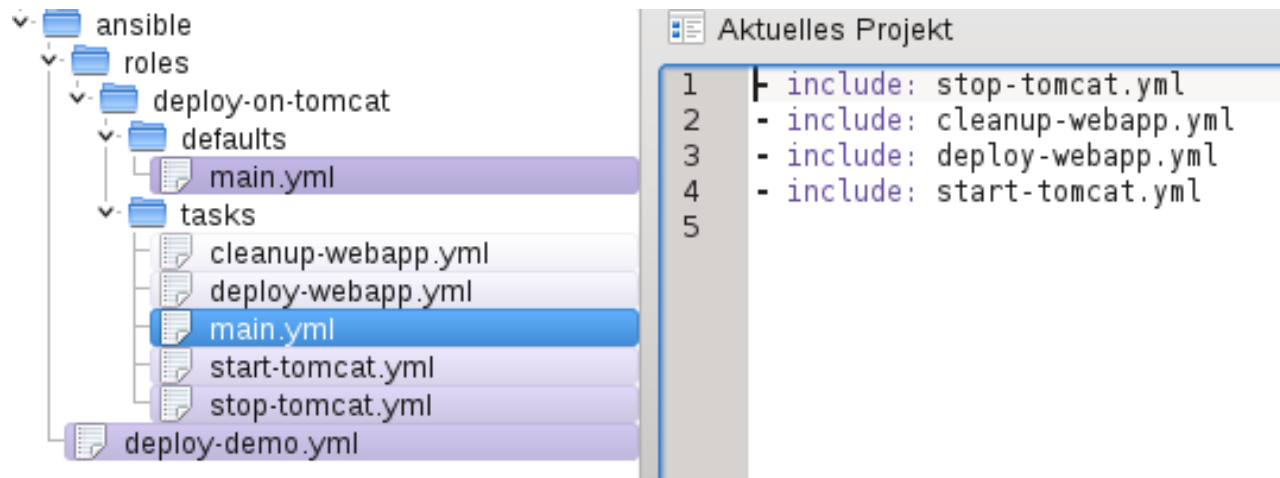 ansible
roles
deploy-on-tomcat
defaults
main.yml
tasks
cleanup-webapp.yml
deploy-webapp.yml
main.yml
start-tomcat.yml
stop-tomcat.yml
deploy-demo.yml
Aktuelles Projekt
1 - include: stop-tomcat.yml
2 - include: cleanup-webapp.yml
3 - include: deploy-webapp.yml
4 - include: start-tomcat.yml
5